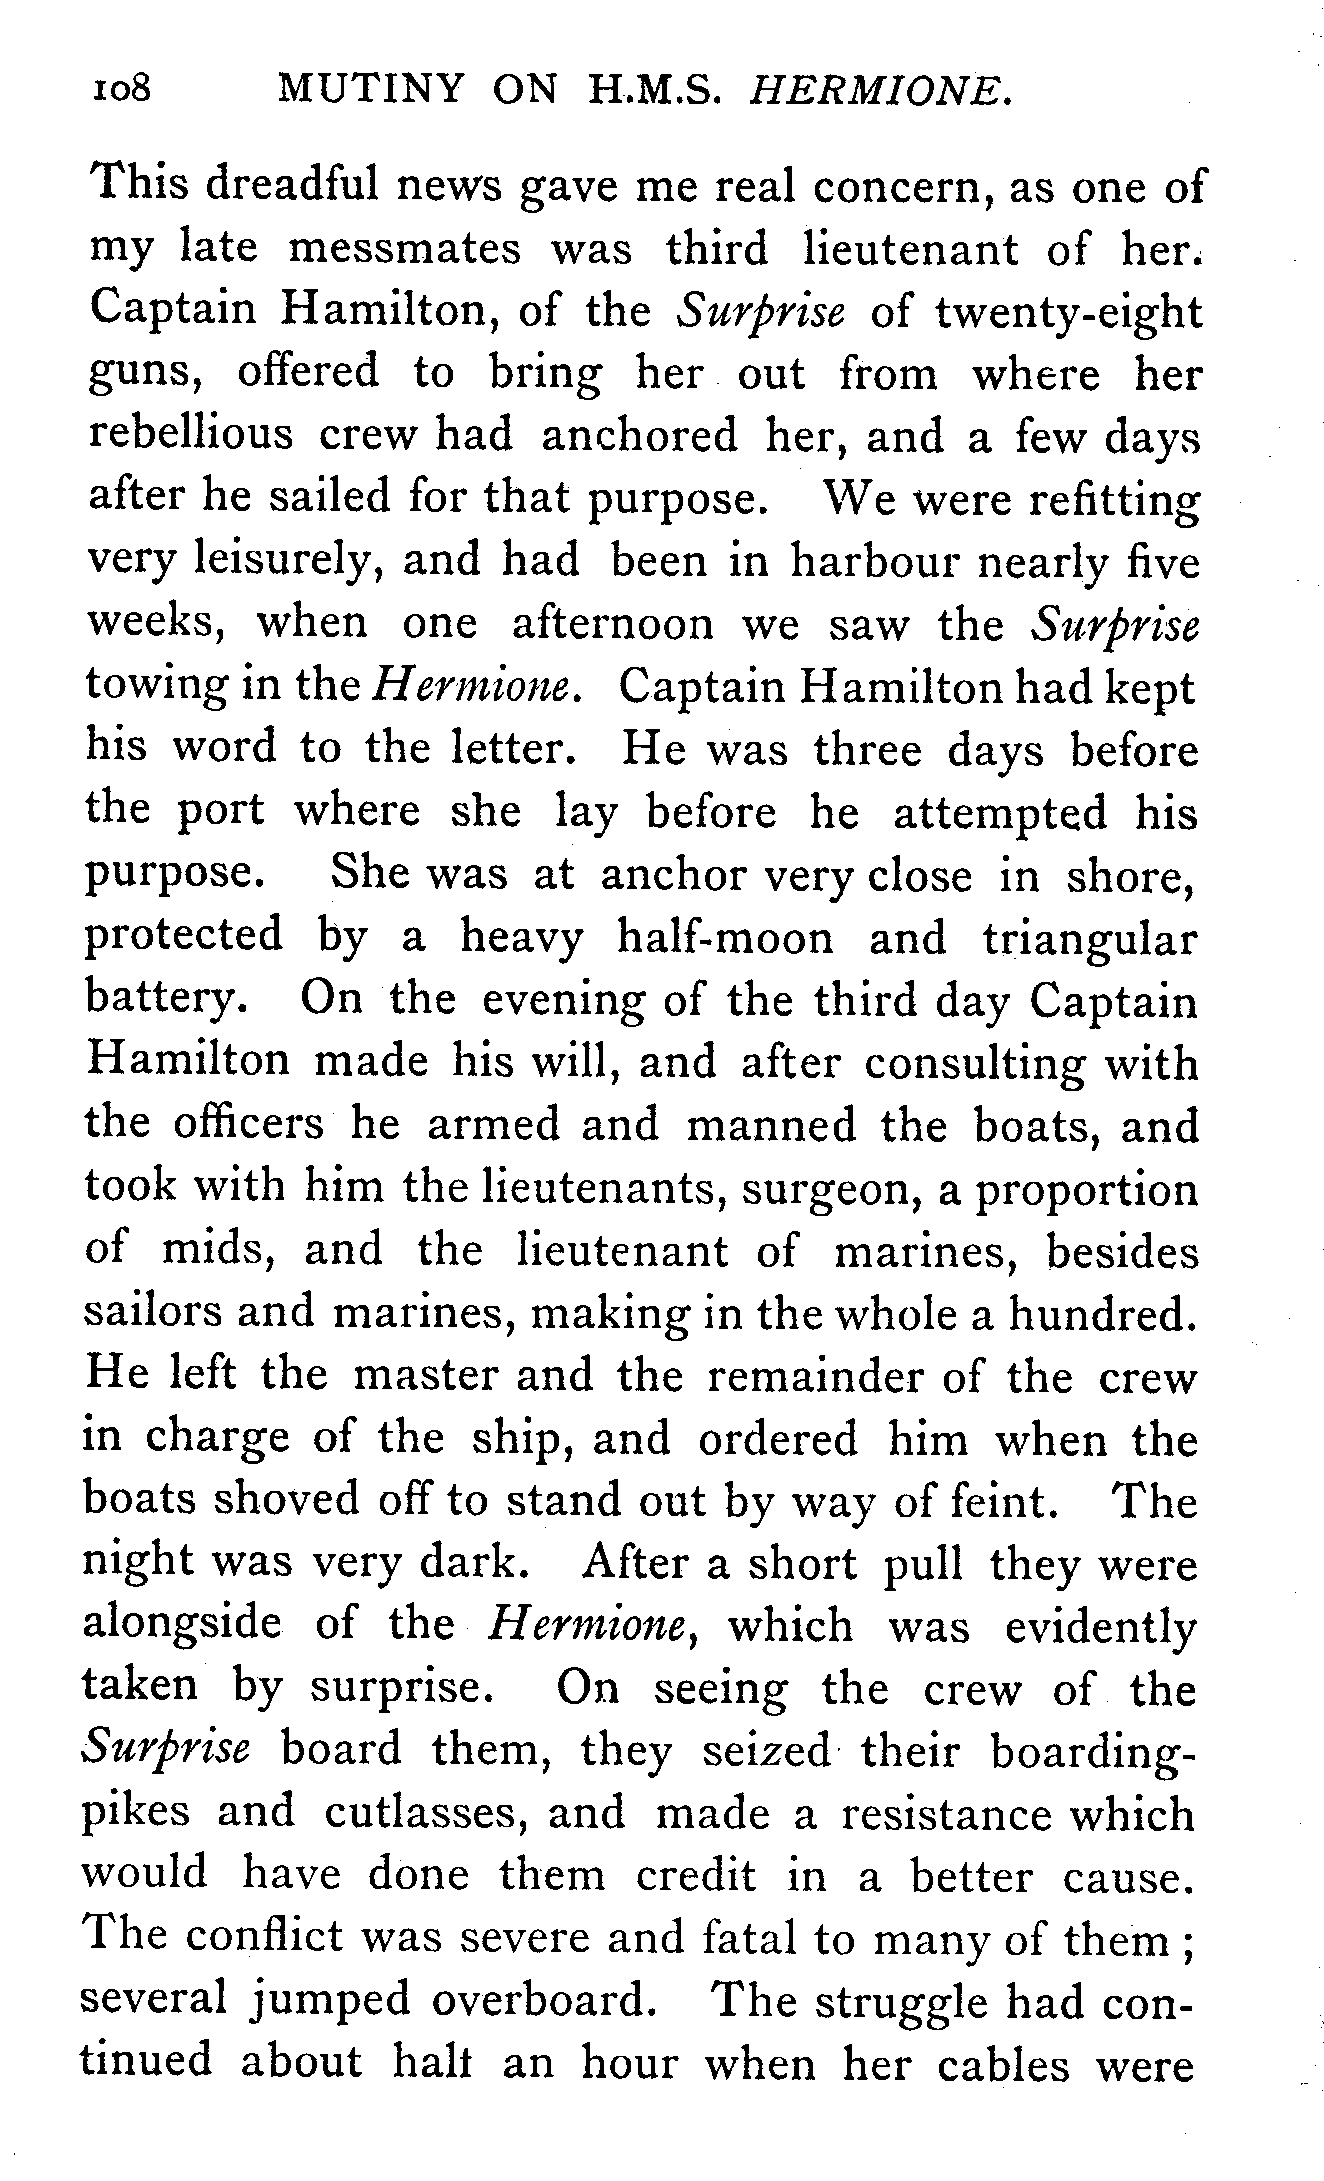 108 MUTINY ON H.M.S. HERMIONE.
This dreadful news gave me real concern, as one of
my late messmates was third lieutenant of her.
Captain Hamilton, of the Surprise of twenty-eight
guns, offered to bring her out from where her
rebellious crew had anchored her, and a few days
after he sailed for that purpose. We were refitting
very leisurely, and had been in harbour nearly five
weeks, when one afternoon we saw the Surprise
towing in the Hermione. Captain Hamilton had kept
his word to the letter. He was three days before
the port where she lay before he attempted his
purpose. She was at anchor very close in shore,
protected by a heavy half-moon and triangular
battery. On the evening of the third day Captain
Hamilton made his will, and after consulting with
the officers he armed and manned the boats, and
took with him the lieutenants, surgeon, a proportion
of mids, and the lieutenant of marines, besides
sailors and marines, making in the whole a hundred.
He left the master and the remainder of the crew
in charge of the ship, and ordered him when the
boats shoved off to stand out by way of feint. The
night was very dark. After a short pull they were
alongside of the Hermione, which was evidently
taken by surprise. On seeing the crew of the
Surprise board them, they seized their boarding-
pikes and cutlasses, and made a resistance which
would have done them credit in a better cause.
The conflict was severe and fatal to many of them ;
several jumped overboard. The struggle had con-
tinued about half an hour when her cables were